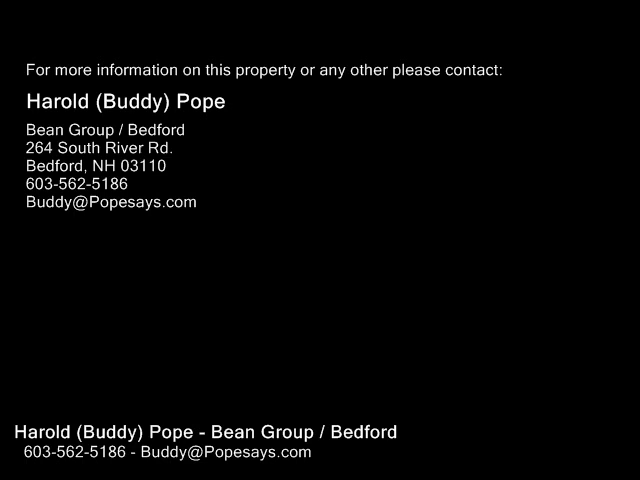 For more information on this property or any other please contact:
Harold (Buddy) Pope
Bean Group / Bedford
264 South River Rd.
Bedford, NH 03110
603-562-5186
Buddy@Popesays.com
Harold (Buddy) Pope - Bean Group / Bedford
603-562-5186 - Buddy@Popesays.com